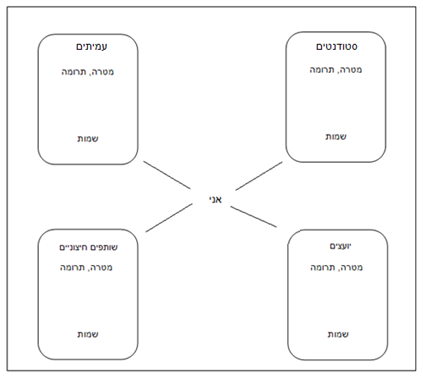 סטודנטים
מטרה, תרומה
שמות
עמיתים
מטרה, תרומה
שמות
אני
יועצים
מטרה, תרומה
שמות
שותפים חיצוניים
מטרה, תרומה
שמות